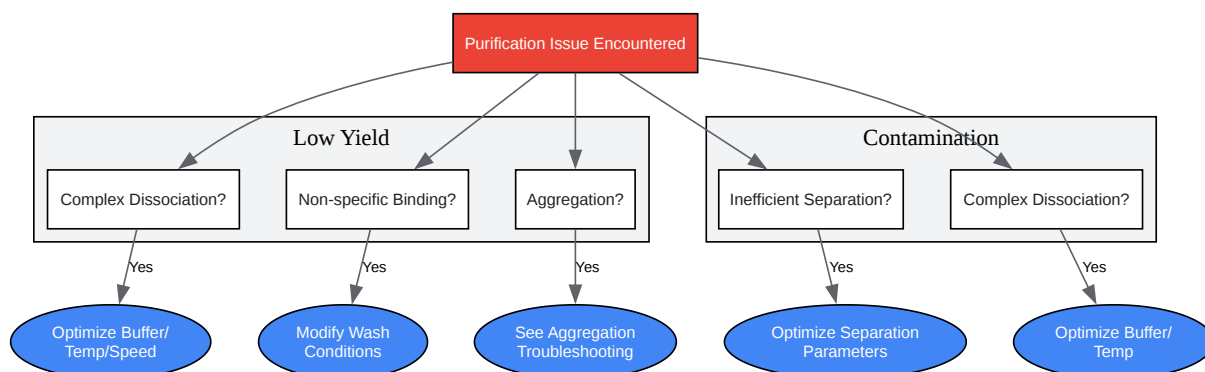 Purification Issue Encountered
Low Yield
Contamination
Complex Dissociation?
Non-specific Binding?
Aggregation?
Inefficient Separation?
Complex Dissociation?
Yes
Yes
Yes
Yes
Yes
Optimize Buffer/
Temp/Speed
Modify Wash
Conditions
See Aggregation
Troubleshooting
Optimize Separation
Parameters
Optimize Buffer/
Temp